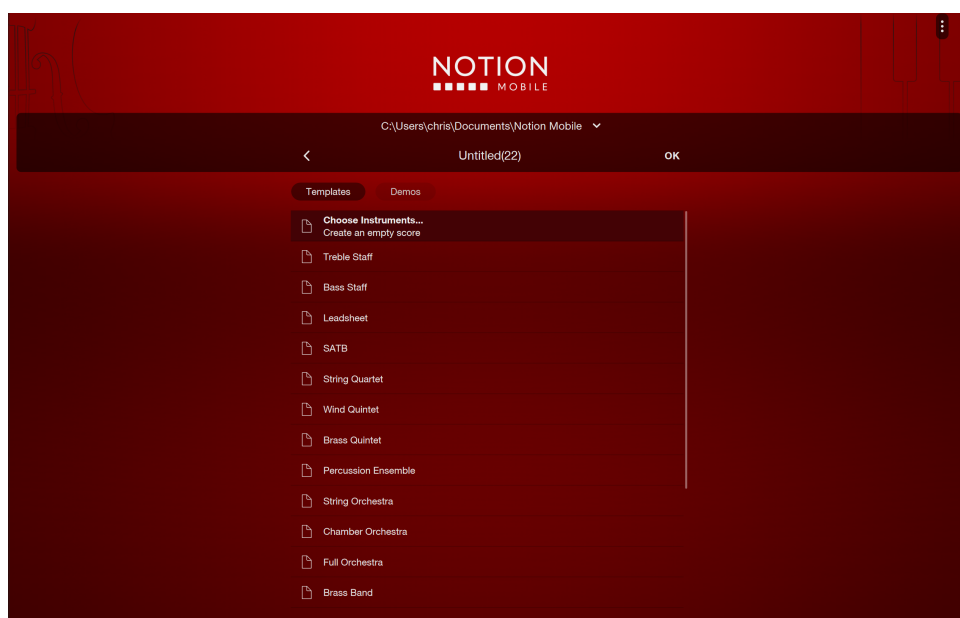 NOTION
MOBILE
C:\Users\chris\Documents\Notion Mobile
Untitled(22)
OK
Templates
Demos
Choose Instruments...
Create an empty score
Treble Staff
Bass Staff
Leadsheet
SATB
String Quartet
Wind Quintet
Brass Quintet
Percussion Ensemble
String Orchestra
Chamber Orchestra
Full Orchestra
Brass Band